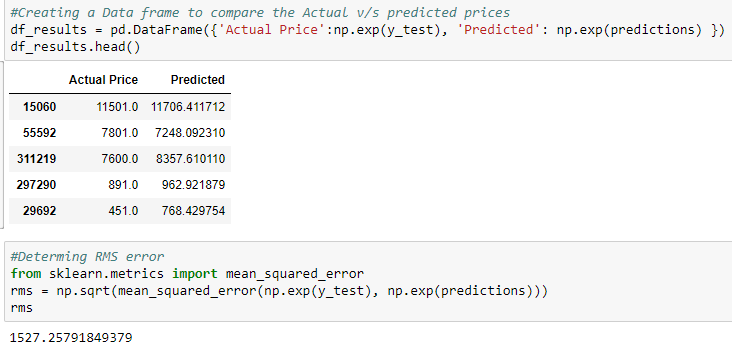 #Creating a Data frame to compare the Actual v/s predicted prices
df_results = pd.DataFrame({'Actual Price':np.exp(y_test), 'Predicted': np.exp(predictions) })
df_results.head()
Actual Price Predicted
15060 11501.0 11706.411712
55592 7801.0 7248.092310
311219 7600.0 8357.610110
297290 891.0 962.921879
29692 451.0 768.429754
#Determing RMS error
from sklearn.metrics import mean_squared_error
rms = np.sqrt(mean_squared_error(np.exp(y_test), np.exp(predictions)))
rms
1527.25791849379